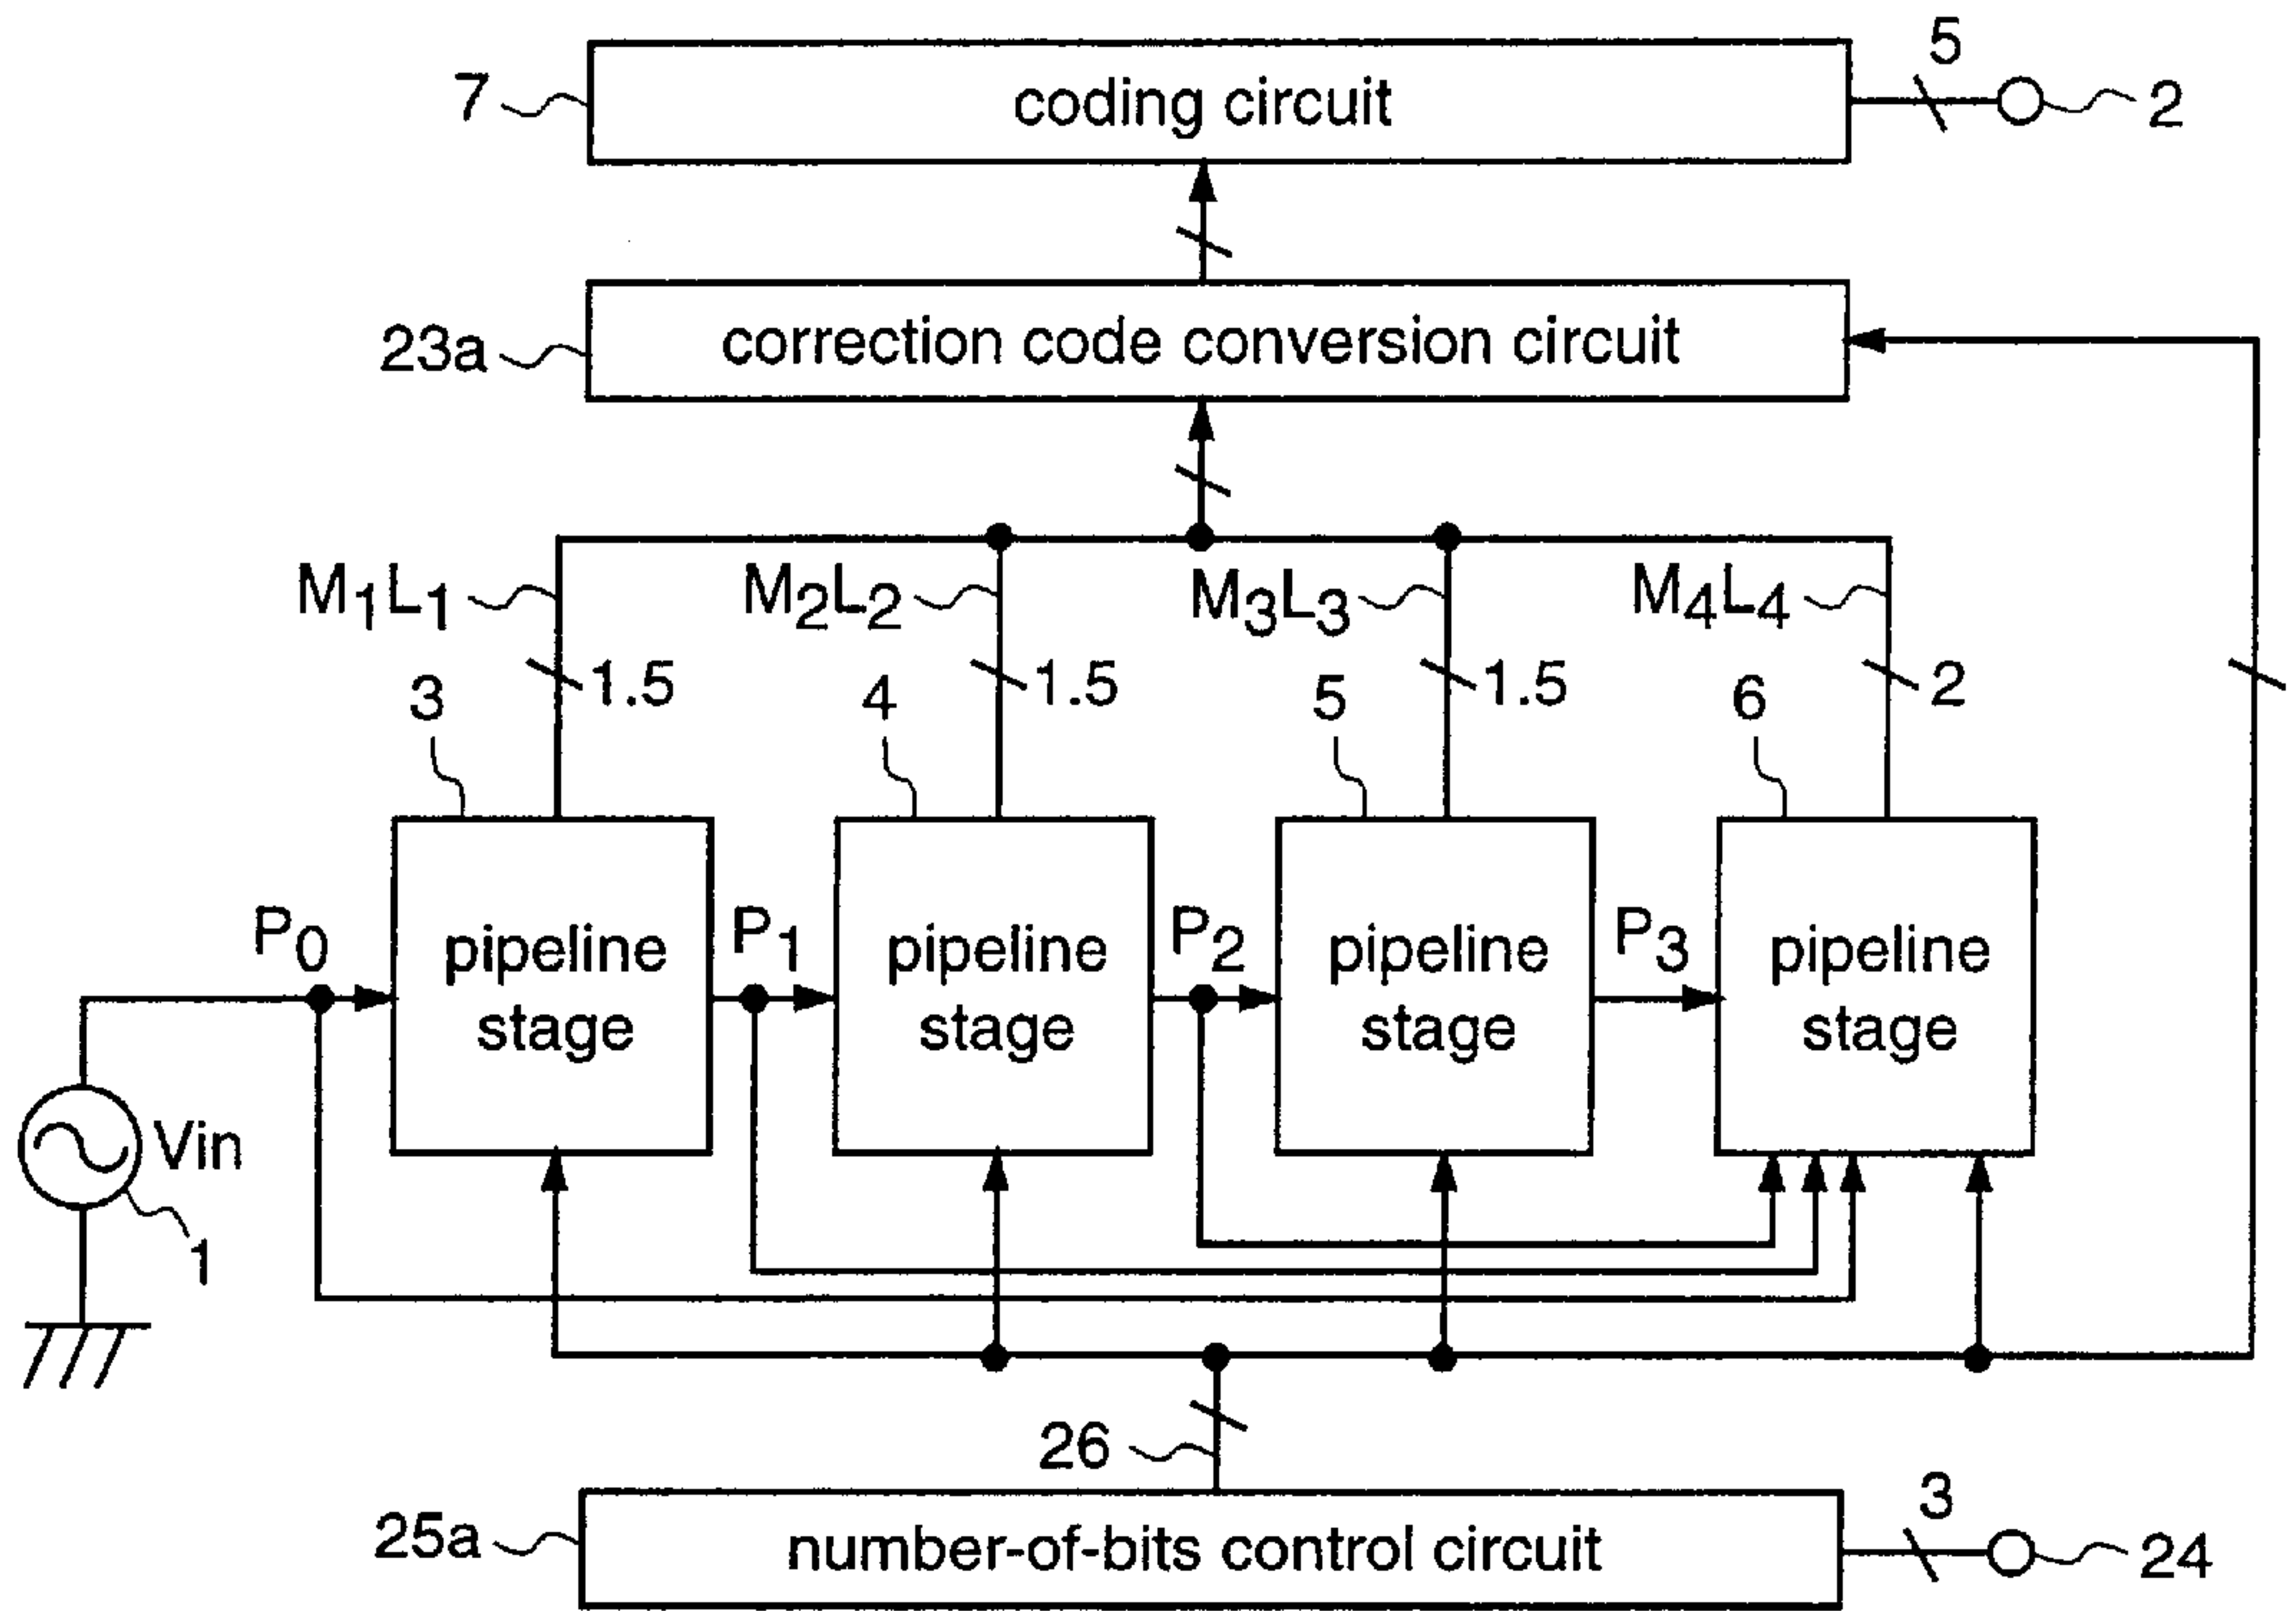 5
7
coding circuit
2
23a
correction code conversion circuit
M1L1
M2L2
M3L3
M4L4
1.5
1.5
1.5
2
3
4
5
6
P0
pipeline
stage
P1
pipeline
stage
P2
pipeline
stage
P3
pipeline
stage
Vin
1
26
25a
number-of-bits control circuit
3
24